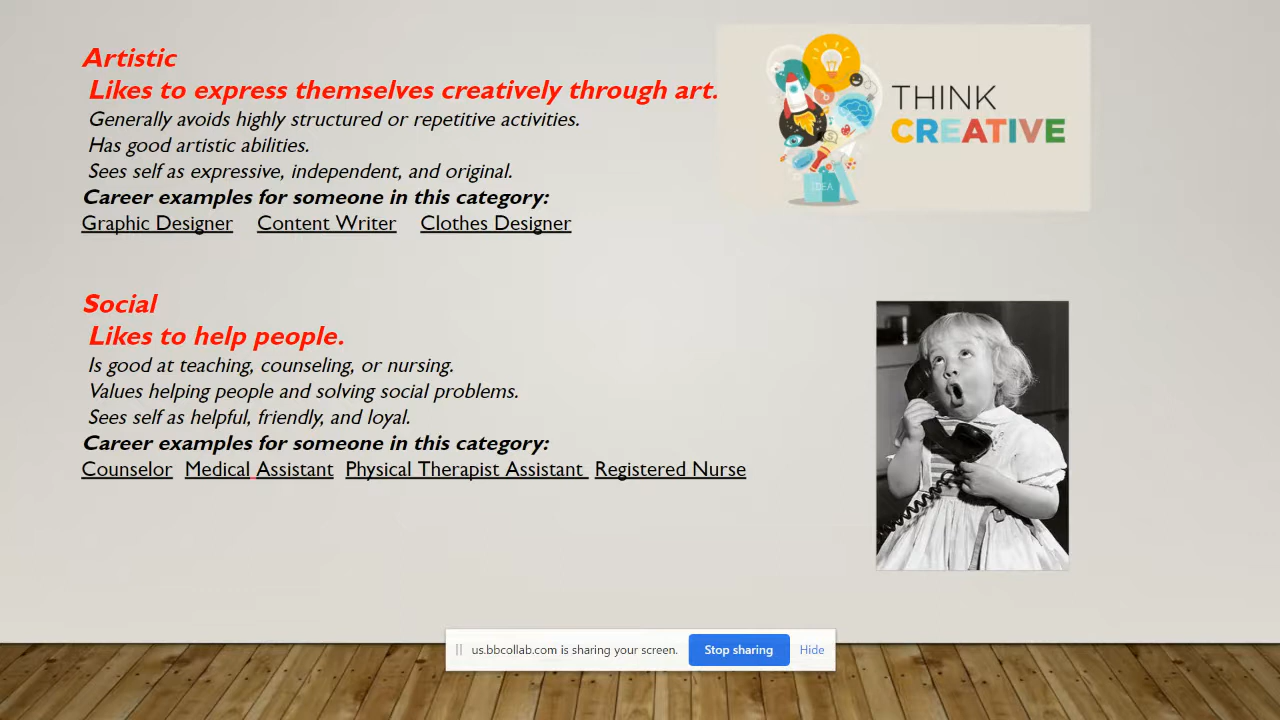 Artistic
Likes to express themselves creatively through art.
Generally avoids highly structured or repetitive activities.
Has good artistic abilities.
Sees self as expressive, independent, and original.
Career examples for someone in this category:
Graphic Designer Content Writer Clothes Designer
THINK
CREATIVE
IDEA
Social
Likes to help people.
Is good at teaching, counseling, or nursing.
Values helping people and solving social problems.
Sees self as helpful, friendly, and loyal.
Career examples for someone in this category:
Counselor Medical Assistant Physical Therapist Assistant Registered Nurse
us.bbcollab.com is sharing your screen.
Stop sharing
Hide